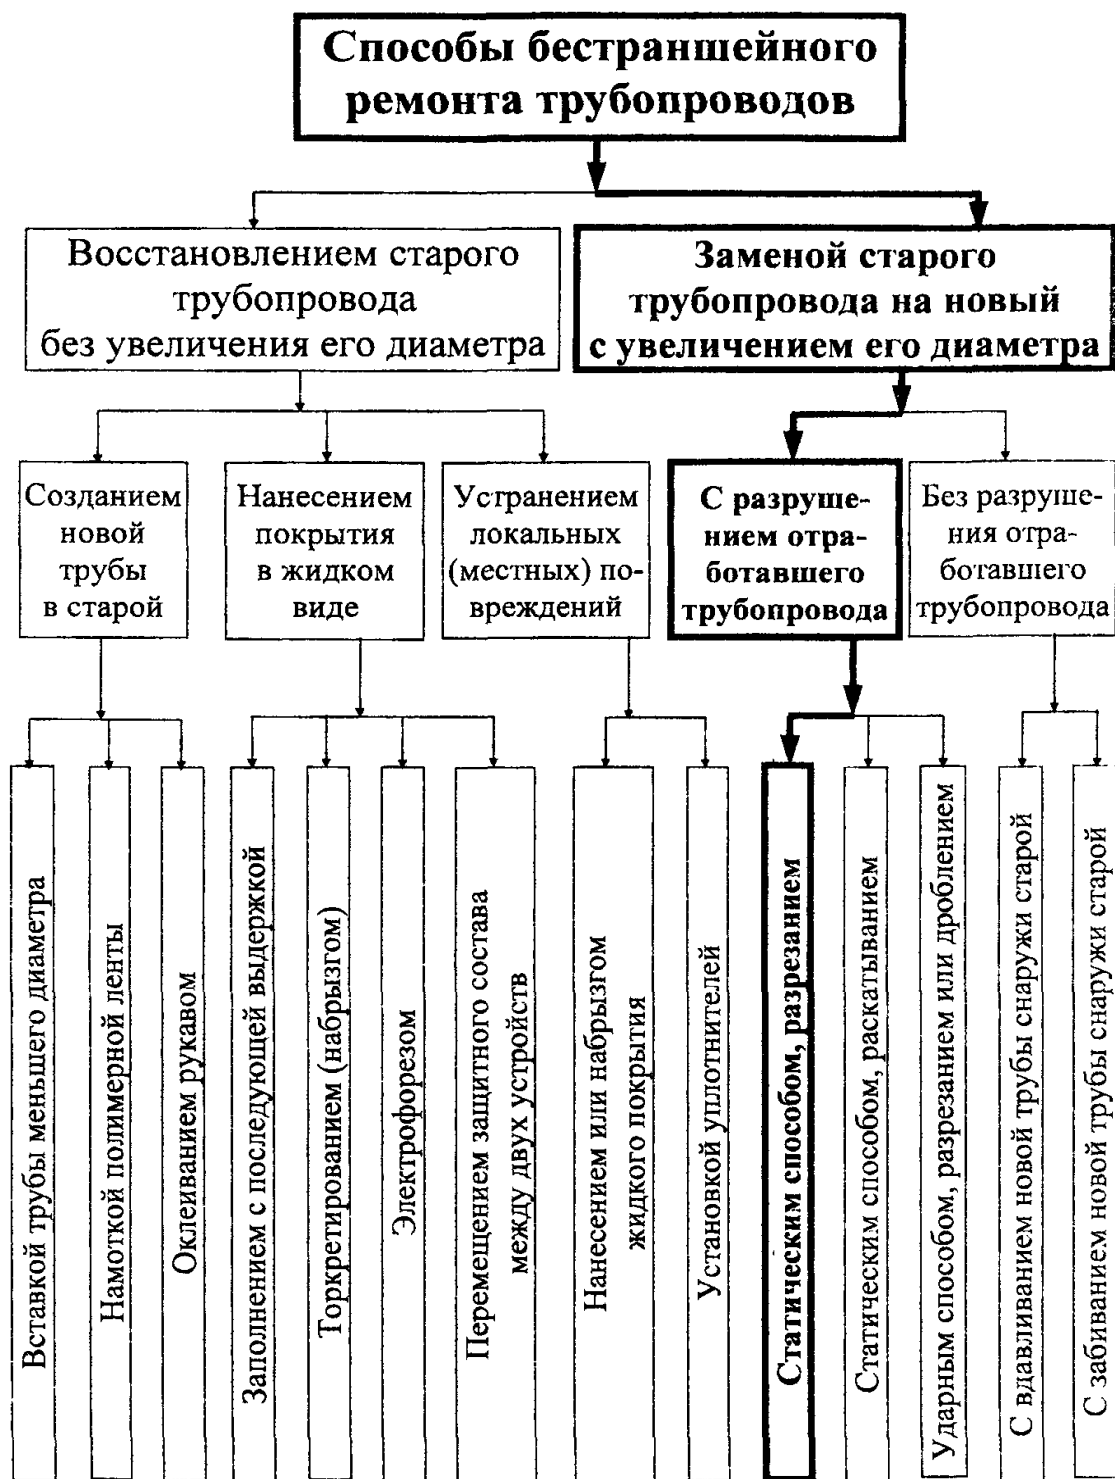 Способы бестраншейного
ремонта трубопроводов
Восстановлением старого
трубопровода
без увеличения его диаметра
Заменой старого
трубопровода на новый
с увеличением его диаметра
Созданием
новой
трубы
в старой
Нанесением
покрытия
в жидком
виде
Устранением
локальных
(местных) по-
вреждений
С разруше-
нием отра-
ботавшего
трубопровода
Без разруше-
ния отра-
ботавшего
трубопровода
Вставкой трубы меньшего диаметра
Намоткой полимерной ленты
Оклеиванием рукавом
Заполнением с последующей выдержкой
Торкретированием (набрызгом)
Электрофорезом
Перемещением защитного состава
между двух устройств
Нанесением или набрызгом
жидкого покрытия
Установкой уплотнителей
Статическим способом, разрезанием
Статическим способом, раскатыванием
Ударным способом, разрезанием или дроблением
С вдавливанием новой трубы снаружи старой
С забиванием новой трубы снаружи старой